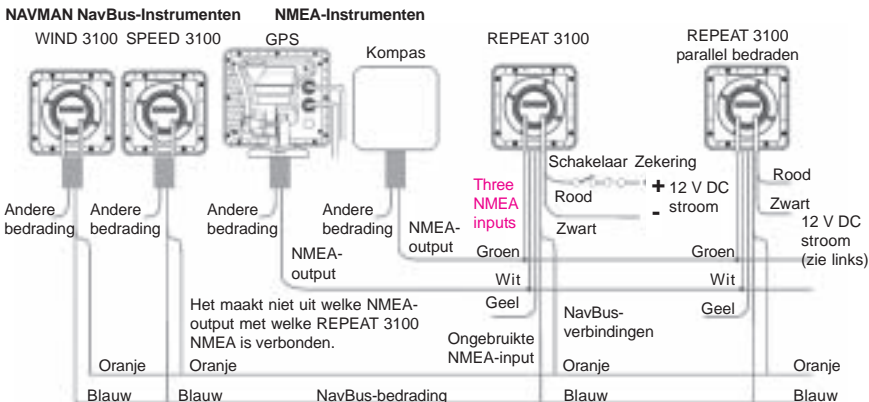 NAVMAN NavBus-Instrumenten
NMEA-Instrumenten
WIND 3100
SPEED 3100
GPS
Kompas
REPEAT 3100
REPEAT 3100
parallel bedraden
Schakelaar
Zekering
Three
NMEA
inputs
Rood
+ 12 V DC
- stroom
Zwart
Rood
Zwart
12 V DC
stroom
(zie links)
Andere
bedrading
Andere
bedrading
Andere
bedrading
Andere
bedrading
NMEA-
output
NMEA-
output
Groen
Groen
Wit
Wit
Geel
Geel
Het maakt niet uit welke NMEA-
output met welke REPEAT 3100
NMEA is verbonden.
Ongebruikte
NMEA-input
NavBus-
verbindingen
Oranje
Oranje
Oranje
Oranje
Blauw
Blauw
NavBus-bedrading
Blauw
Blauw